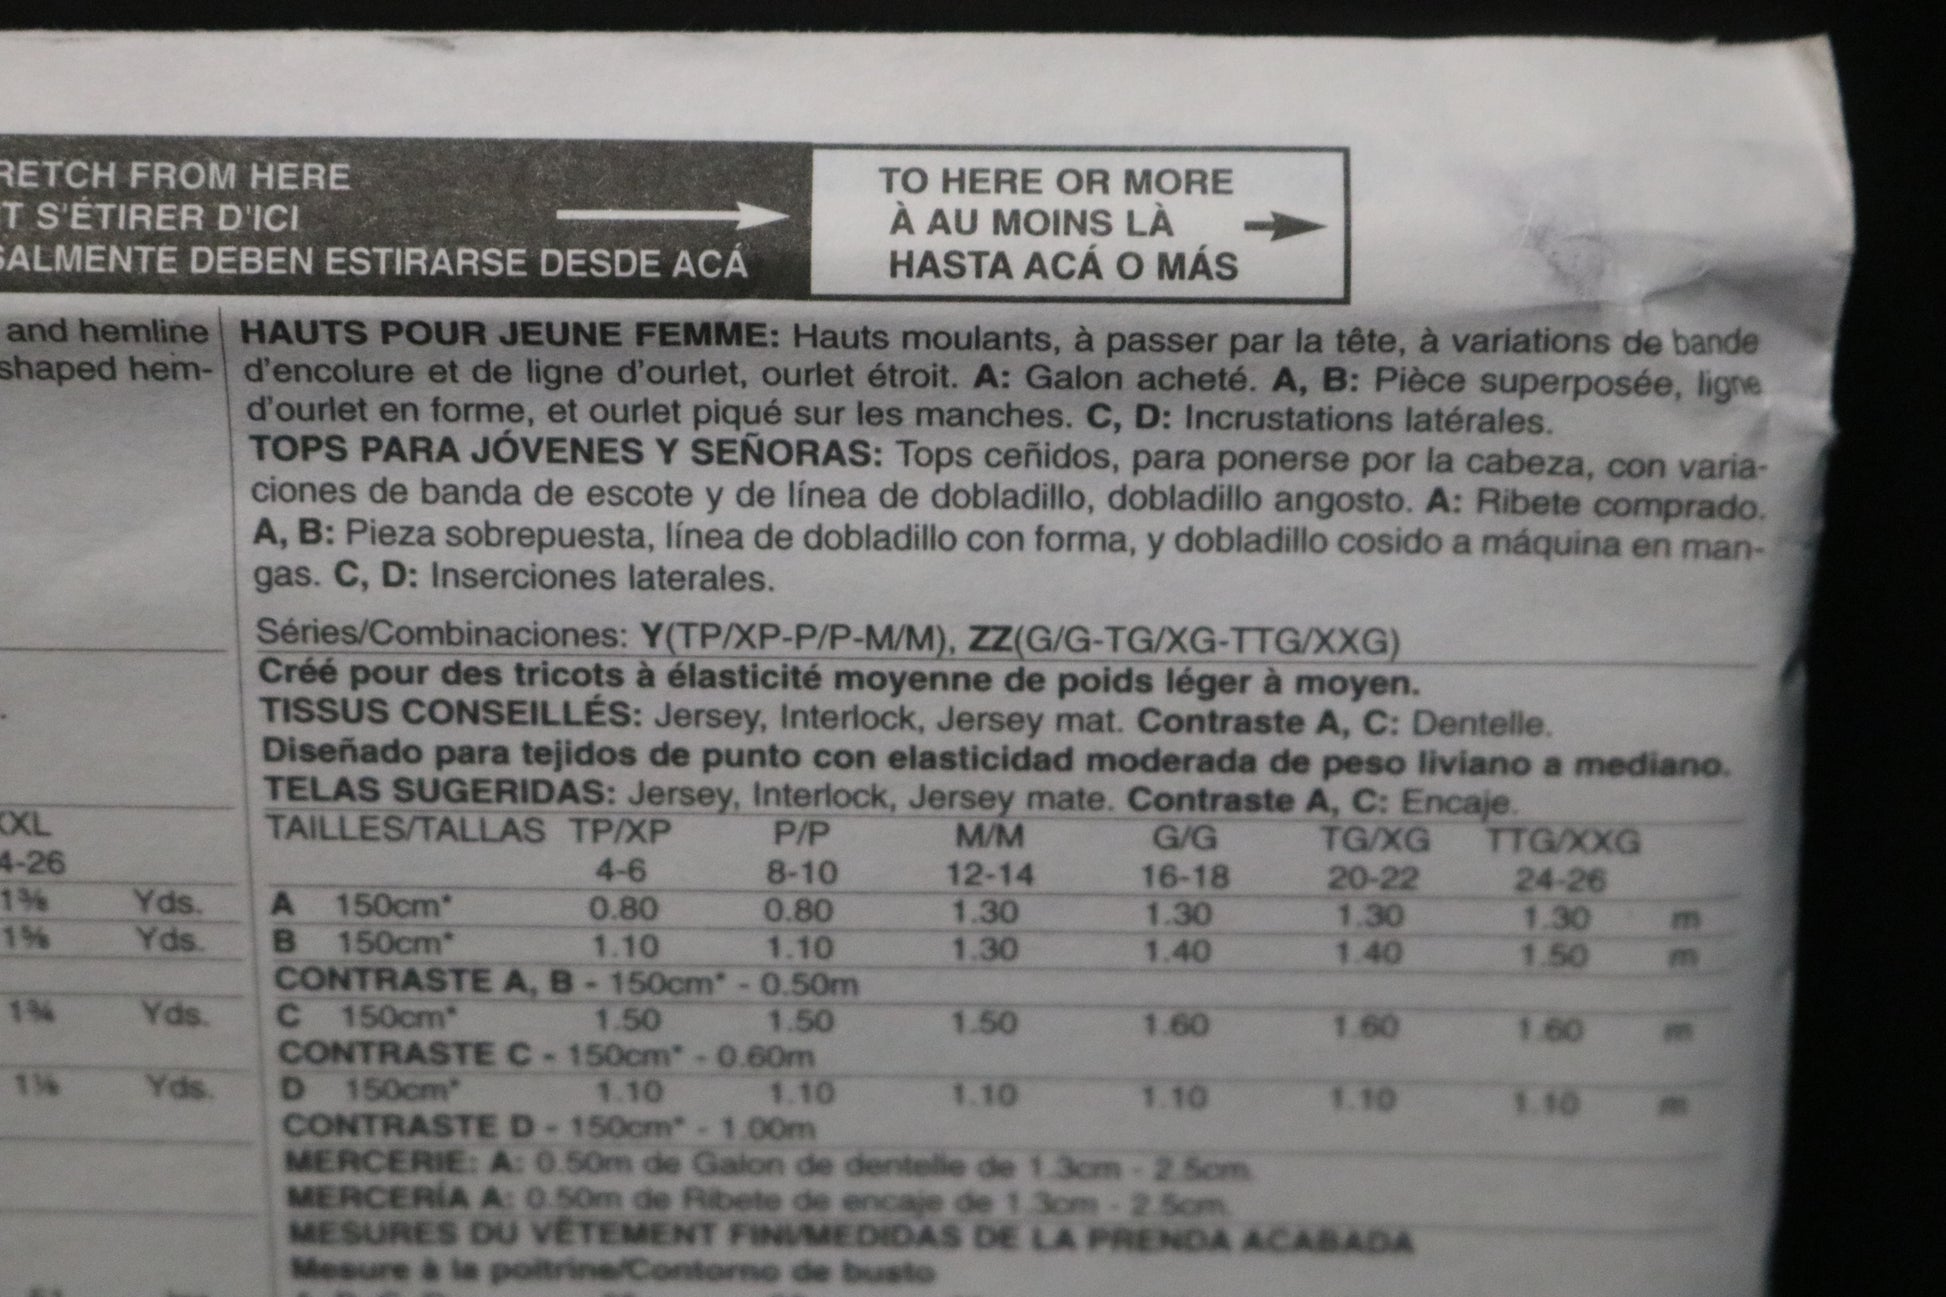 RETCH FROM HERE
T S'ÉTIRER D'ICI
SALMENTE DEBEN ESTIRARSE DESDE ACÁ
TO HERE OR MORE
À AU MOINS LÀ
HASTA ACÁ O MÁS
and hemline
shaped hem-
XXL
4-26
1⅜ Yds.
1⅝ Yds.
1¾ Yds.
Yds.
HAUTS POUR JEUNE FEMME: Hauts moulants, à passer par la tête, à variations de bande
d'encolure et de ligne d'ourlet, ourlet étroit. A: Galon acheté. A, B: Pièce superposée, ligne
d'ourlet en forme, et ourlet piqué sur les manches. C, D: Incrustations latérales.
TOPS PARA JÓVENES Y SEÑORAS: Tops ceñidos, para ponerse por la cabeza, con varia-
ciones de banda de escote y de línea de dobladillo, dobladillo angosto. A: Ribete comprado.
A, B: Pieza sobrepuesta, línea de dobladillo con forma, y dobladillo cosido a máquina en man-
gas. C, D: Inserciones laterales.
Séries/Combinaciones: Y(TP/XP-P/P-M/M), ZZ(G/G-TG/XG-TTG/XXG)
Créé pour des tricots à élasticité moyenne de poids léger à moyen.
TISSUS CONSEILLÉS: Jersey, Interlock, Jersey mat. Contraste A, C: Dentelle.
Diseñado para tejidos de punto con elasticidad moderada de peso liviano a mediano.
TELAS SUGERIDAS: Jersey, Interlock, Jersey mate. Contraste A, C: Encaje.
TAILLES/TALLAS TP/XP P/P M/M G/G TG/XG TTG/XXG
4-6 8-10 12-14 16-18 20-22 24-26
A 150cm* 0.80 0.80 1.30 1.30 1.30 1.30 m
B 150cm* 1.10 1.10 1.30 1.40 1.40 1.50 m
CONTRASTE A, B - 150cm* - 0.50m
C 150cm* 1.50 1.50 1.50 1.60 1.60 1.60 m
CONTRASTE C - 150cm* - 0.60m
D 150cm* 1.10 1.10 1.10 1.10 1.10 1.10 m
CONTRASTE D - 150cm* - 1.00m
MERCERIE: A: 0.50m de Galon de dentelle de 1.3cm - 2.5cm.
MERCERÍA A: 0.50m de Ribete de encaje de 1.3cm - 2.5cm.
MESURES DU VÊTEMENT FINI/MEDIDAS DE LA PRENDA ACABADA
Mesure à la poitrine/Contorno de busto